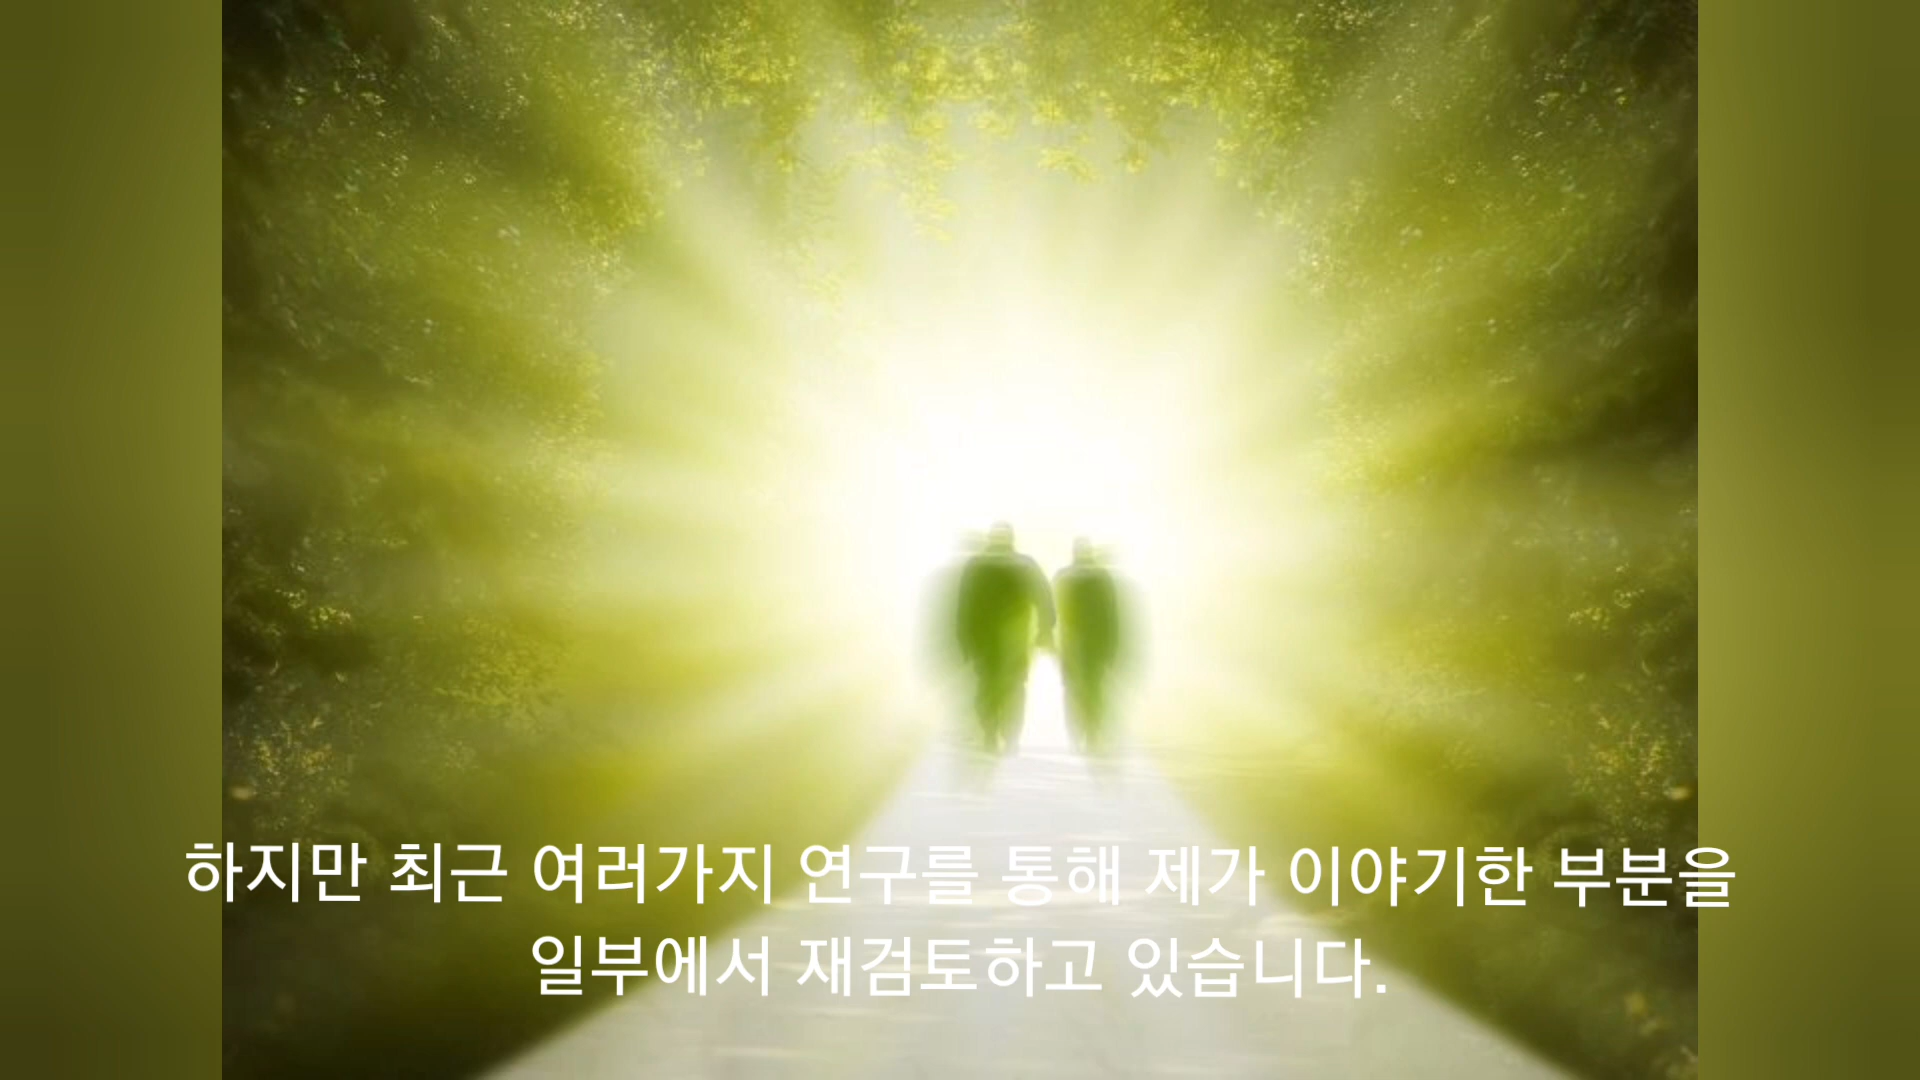 하지만 최근 여러가지 연구를 통해 제가 이야기한 부분을
일부에서 재검토하고 있습니다.